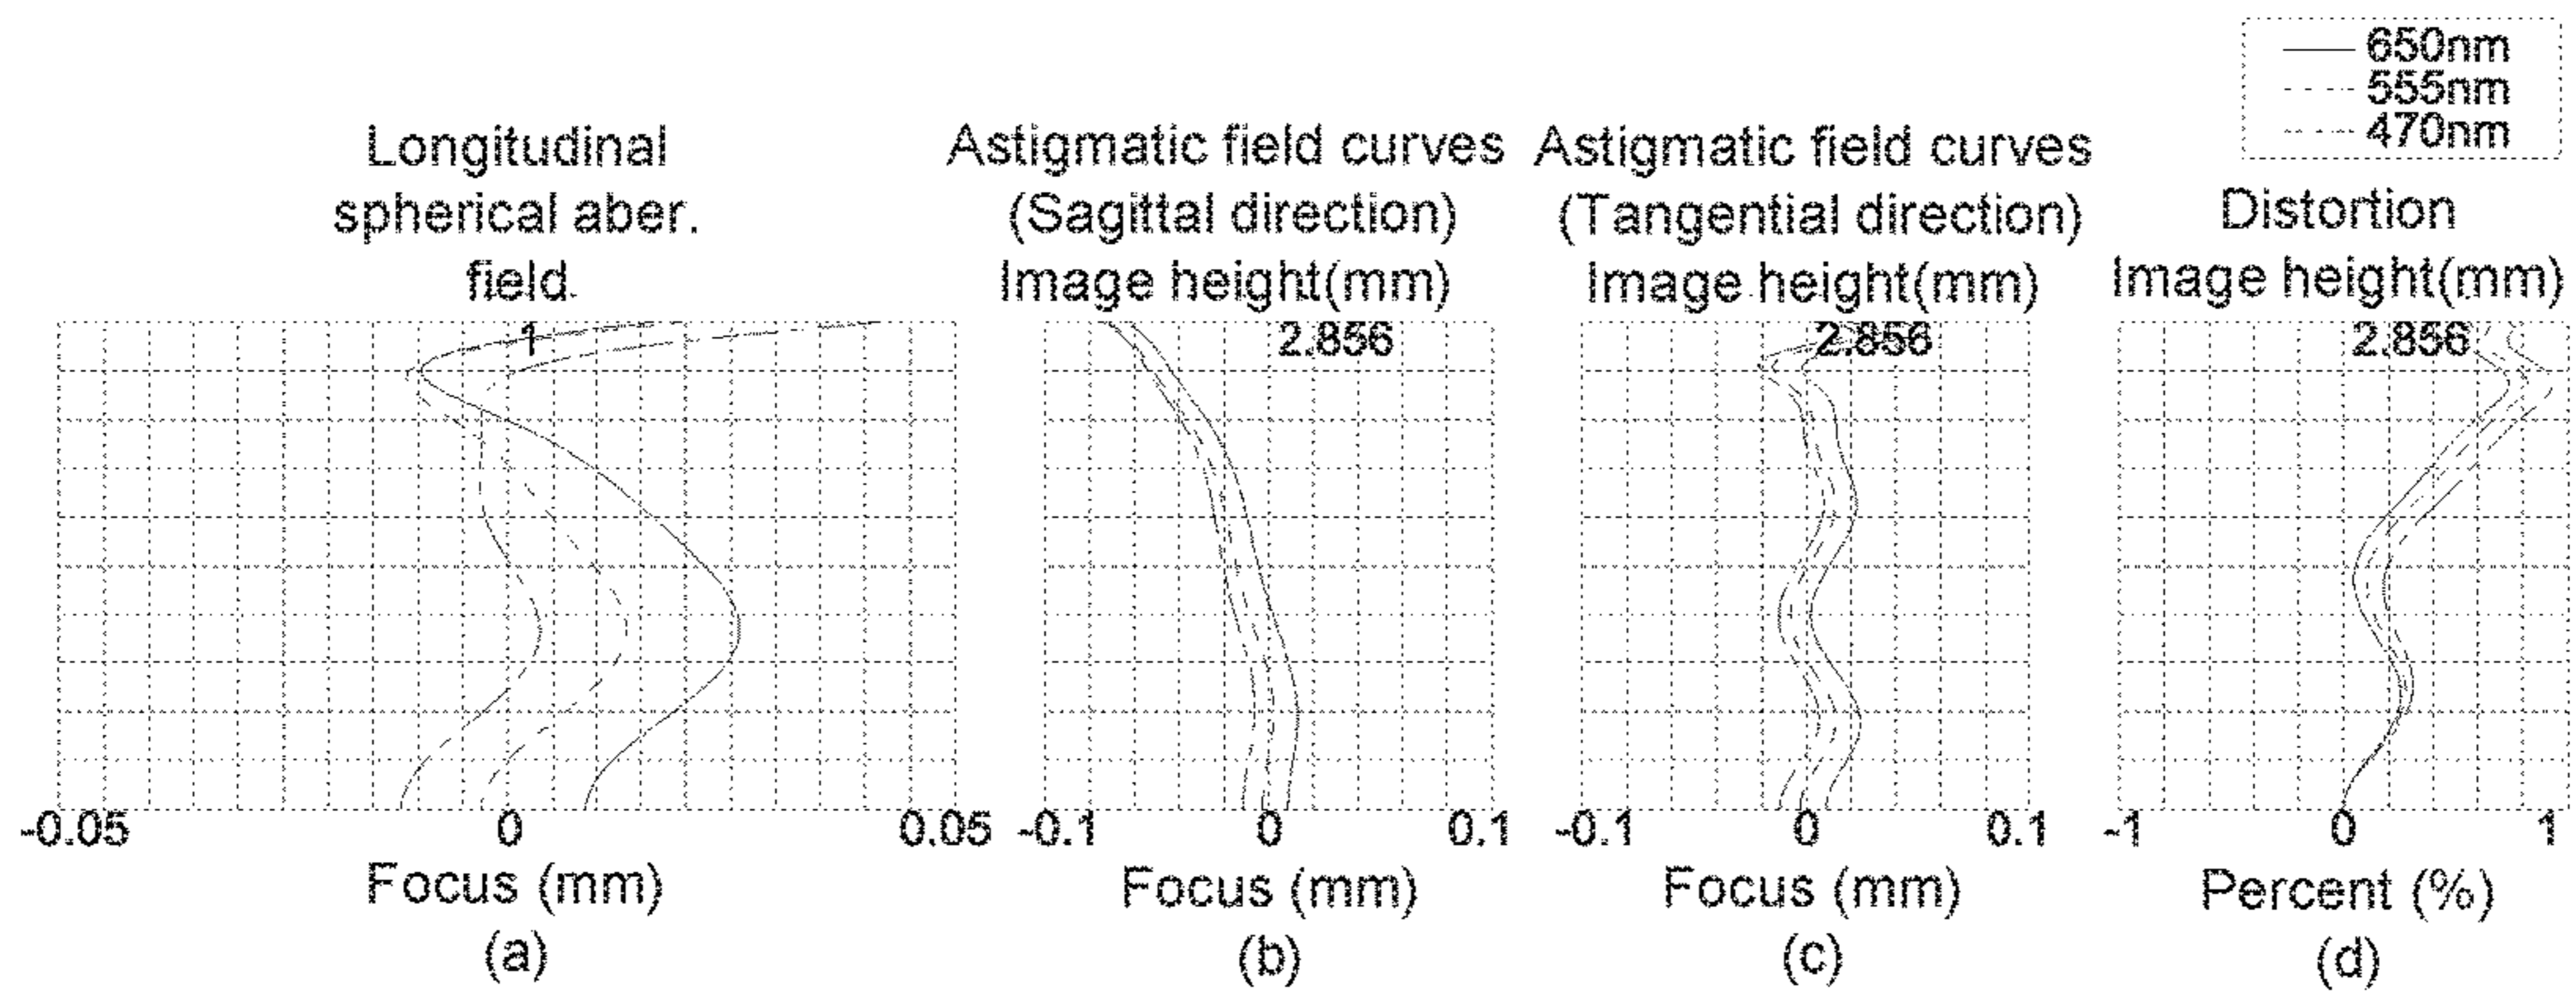 650nm
555nm
470nm
Longitudinal
spherical aber.
field.
1
-0.05 0 0.05
Focus (mm)
(a)
Astigmatic field curves
(Sagittal direction)
Image height(mm)
2.856
-0.1 0 0.1
Focus (mm)
(b)
Astigmatic field curves
(Tangential direction)
Image height(mm)
2.856
-0.1 0 0.1
Focus (mm)
(c)
Distortion
Image height(mm)
2.856
-1 0 1
Percent (%)
(d)